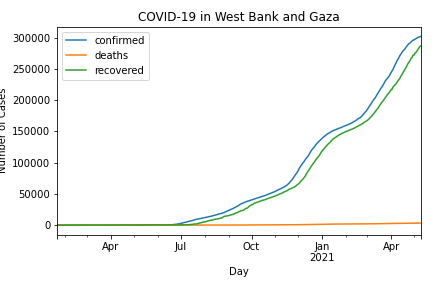 COVID-19 in West Bank and Gaza
confirmed
deaths
recovered
300000
250000
200000
150000
100000
50000
0
Number of Cases
Apr
Jul
Oct
Jan
2021
Apr
Day